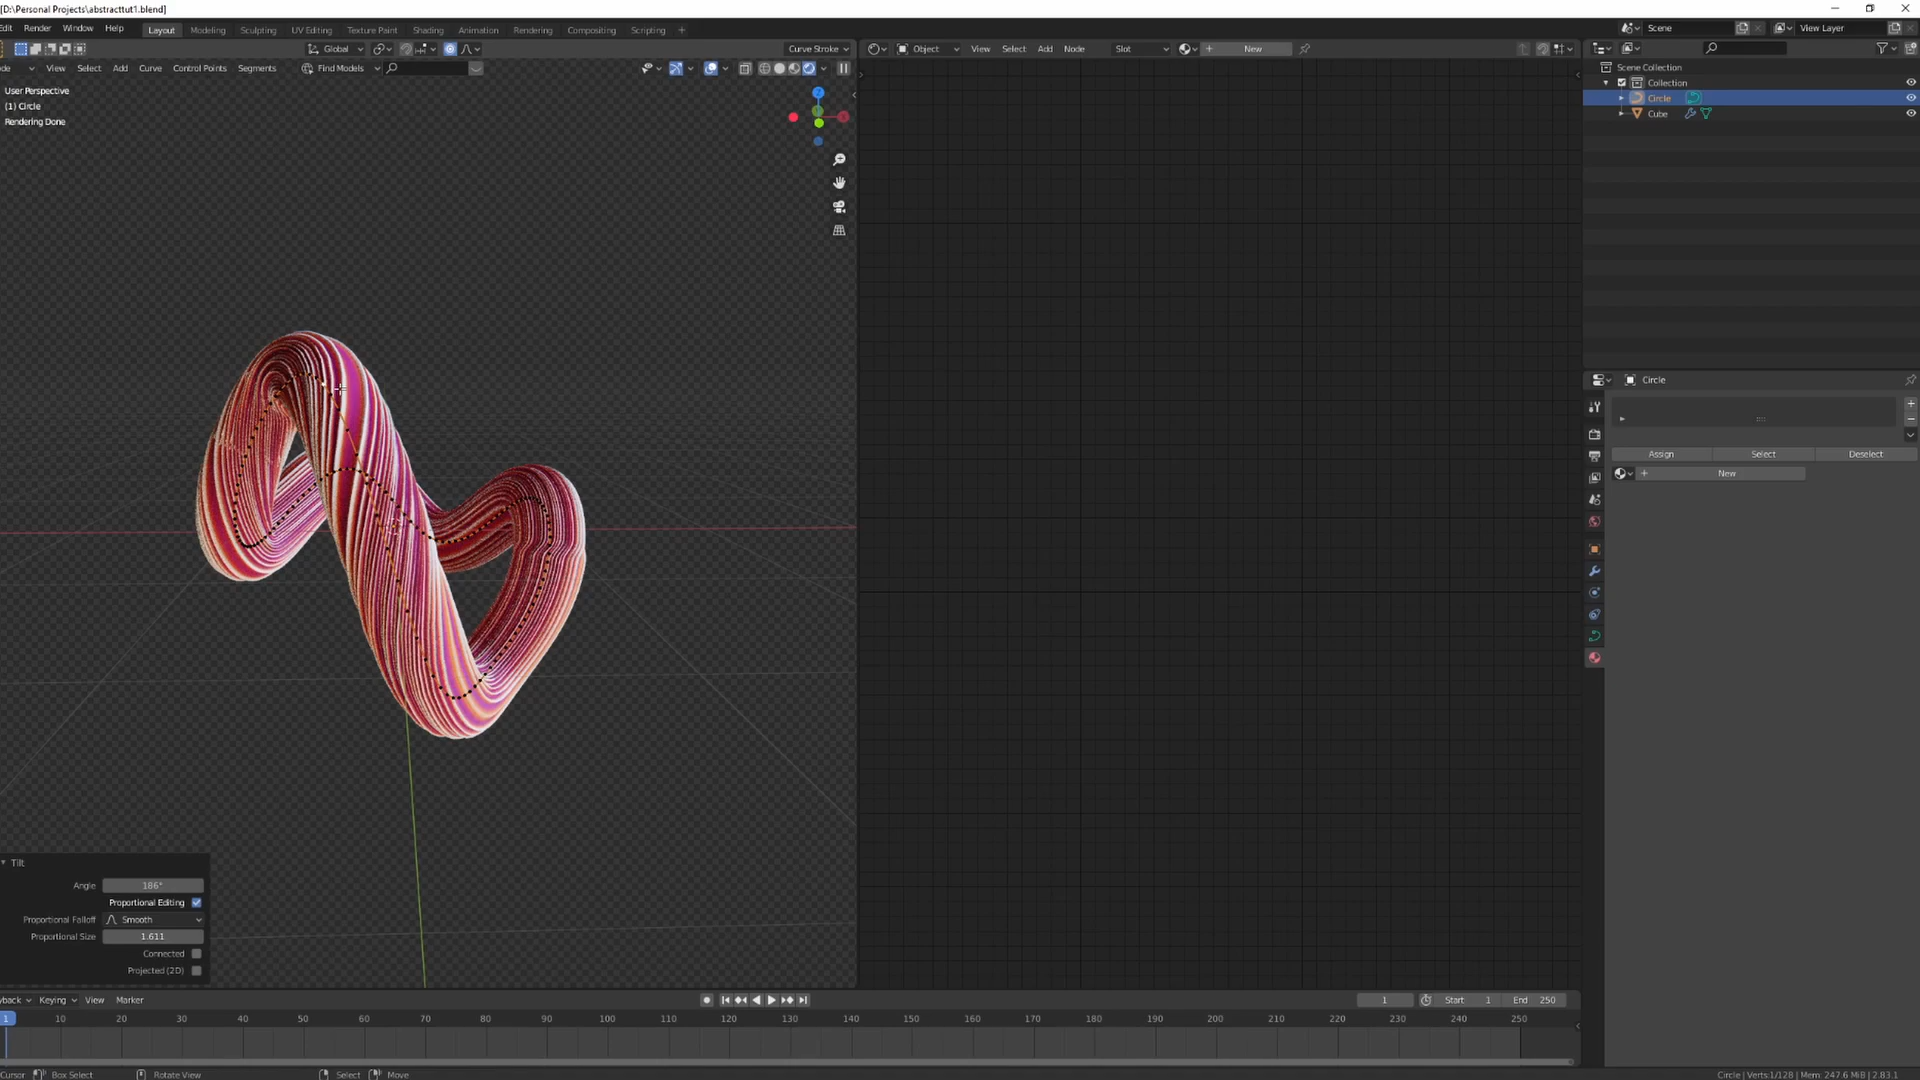 [D:\Personal Projects\abstracttut1.blend]
Edit Render Window Help Layout Modeling Sculpting UV Editing Texture Paint Shading Animation Rendering Compositing Scripting + Scene View Layer
Global Curve Stroke Object View Select Add Node Slot New
de View Select Add Curve Control Points Segments Find Models
User Perspective
(1) Circle
Rendering Done
Scene Collection
Collection
Circle
Cube
Circle
Assign Select Deselect
New
Tilt
Angle 186°
Proportional Editing
Proportional Falloff Smooth
Proportional Size 1.611
Connected
Projected (2D)
yback Keying View Marker 1 Start 1 End 250
1 10 20 30 40 50 60 70 80 90 100 110 120 130 140 150 160 170 180 190 200 210 220 230 240 250
Cursor Box Select Rotate View Select Move Circle | Verts:1/128 | Mem: 247.6 MiB | 2.83.1